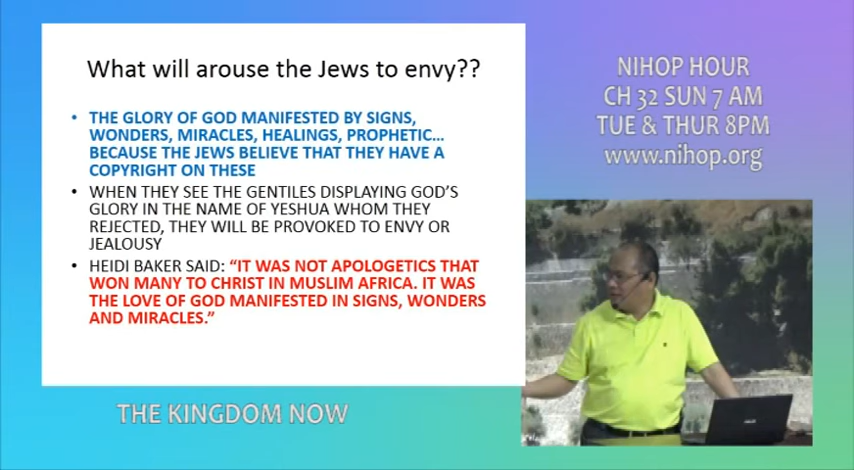 What will arouse the Jews to envy??
• THE GLORY OF GOD MANIFESTED BY SIGNS,
WONDERS, MIRACLES, HEALINGS, PROPHETIC...
BECAUSE THE JEWS BELIEVE THAT THEY HAVE A
COPYRIGHT ON THESE
• WHEN THEY SEE THE GENTILES DISPLAYING GOD'S
GLORY IN THE NAME OF YESHUA WHOM THEY
REJECTED, THEY WILL BE PROVOKED TO ENVY OR
JEALOUSY
• HEIDI BAKER SAID: "IT WAS NOT APOLOGETICS THAT
WON MANY TO CHRIST IN MUSLIM AFRICA. IT WAS
THE LOVE OF GOD MANIFESTED IN SIGNS, WONDERS
AND MIRACLES."
NIHOP HOUR
CH 32 SUN 7 AM
TUE & THUR 8PM
www.nihop.org
THE KINGDOM NOW
ASUS